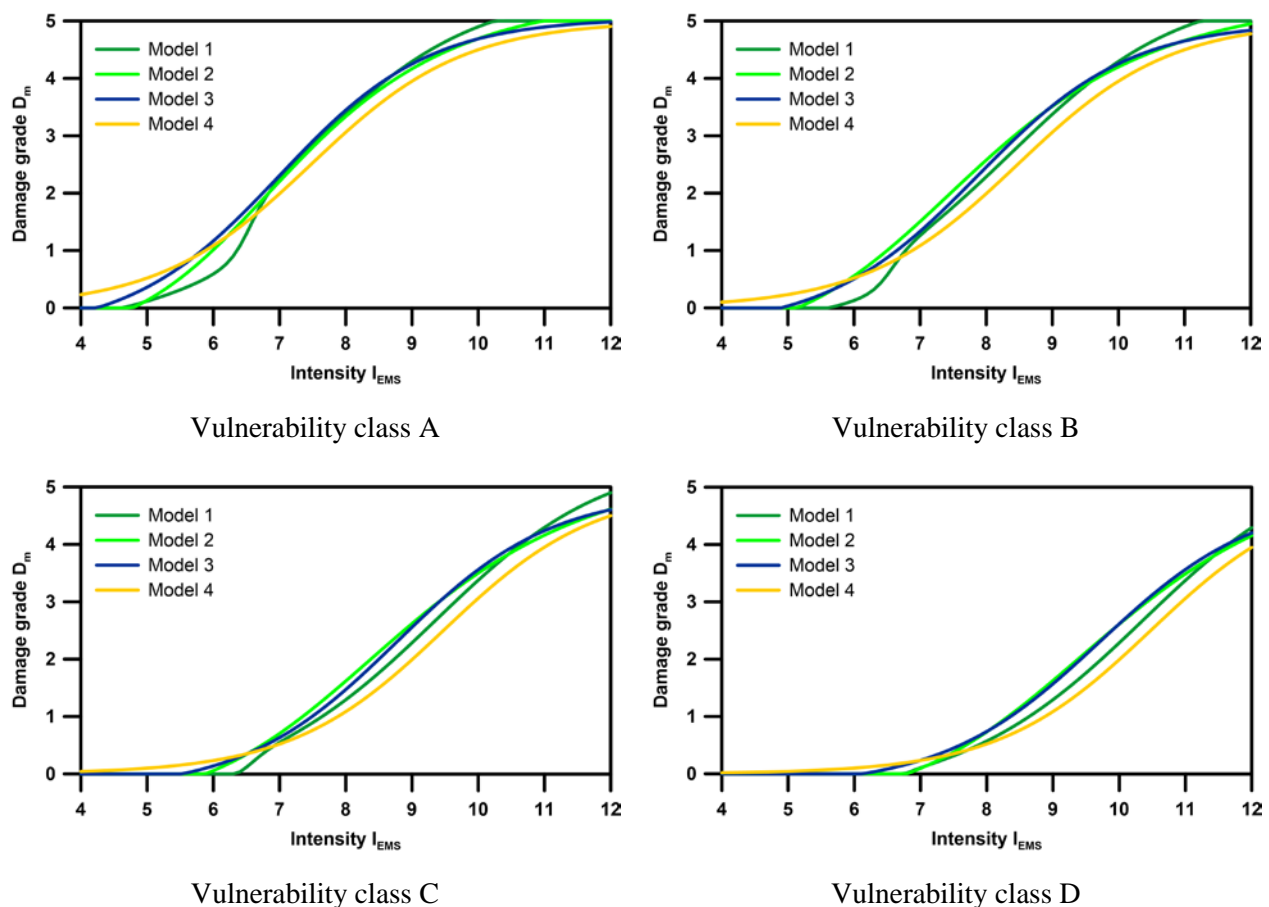 5
4
3
2
1
0
Damage grade Dm
Model 1
Model 2
Model 3
Model 4
4 5 6 7 8 9 10 11 12
Intensity IEMS
Vulnerability class A
5
4
3
2
1
0
Damage grade Dm
Model 1
Model 2
Model 3
Model 4
4 5 6 7 8 9 10 11 12
Intensity IEMS
Vulnerability class B
5
4
3
2
1
0
Damage grade Dm
Model 1
Model 2
Model 3
Model 4
4 5 6 7 8 9 10 11 12
Intensity IEMS
Vulnerability class C
5
4
3
2
1
0
Damage grade Dm
Model 1
Model 2
Model 3
Model 4
4 5 6 7 8 9 10 11 12
Intensity IEMS
Vulnerability class D